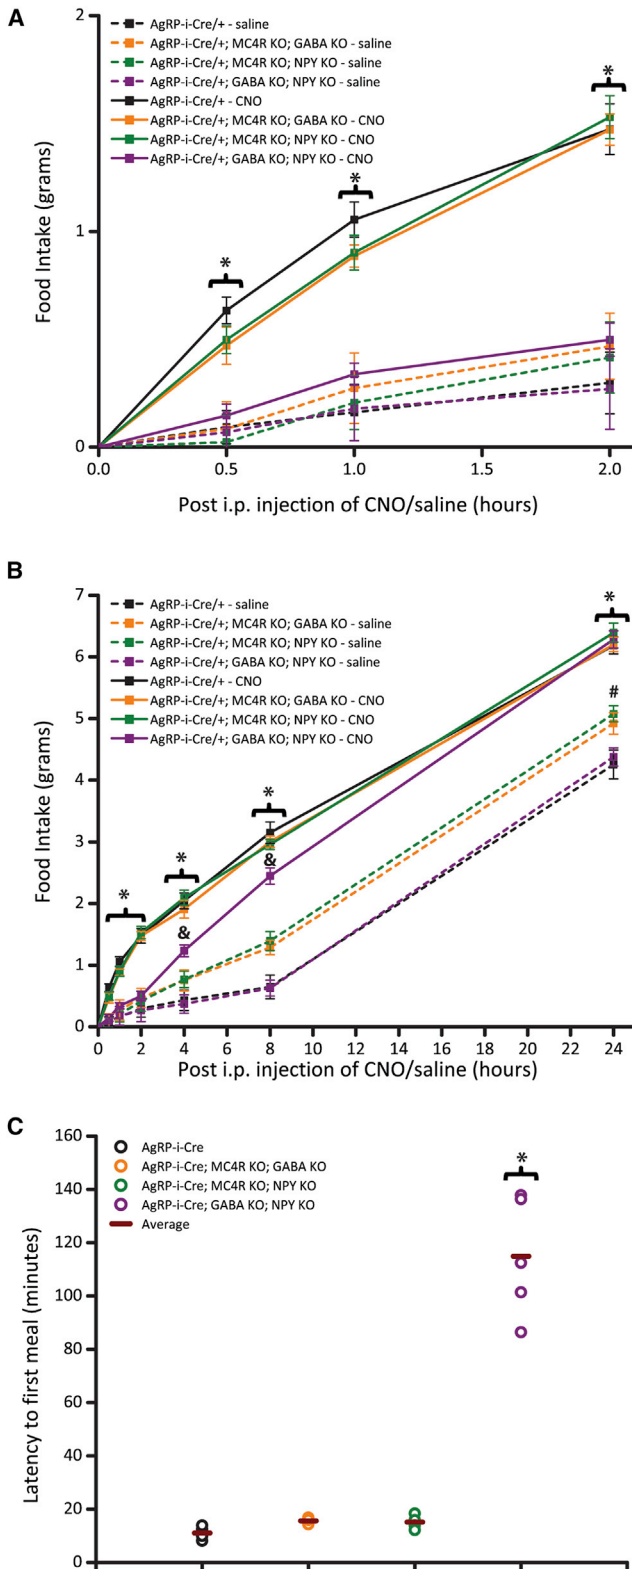 A
2
1
0
Food Intake (grams)
AgRP-i-Cre/+ - saline
AgRP-i-Cre/+; MC4R KO; GABA KO - saline
AgRP-i-Cre/+; MC4R KO; NPY KO - saline
AgRP-i-Cre/+; GABA KO; NPY KO - saline
AgRP-i-Cre/+ - CNO
AgRP-i-Cre/+; MC4R KO; GABA KO - CNO
AgRP-i-Cre/+; MC4R KO; NPY KO - CNO
AgRP-i-Cre/+; GABA KO; NPY KO - CNO
* * *
0.0 0.5 1.0 1.5 2.0
Post i.p. injection of CNO/saline (hours)
B
7
6
5
4
3
2
1
0
Food Intake (grams)
AgRP-i-Cre/+ - saline
AgRP-i-Cre/+; MC4R KO; GABA KO - saline
AgRP-i-Cre/+; MC4R KO; NPY KO - saline
AgRP-i-Cre/+; GABA KO; NPY KO - saline
AgRP-i-Cre/+ - CNO
AgRP-i-Cre/+; MC4R KO; GABA KO - CNO
AgRP-i-Cre/+; MC4R KO; NPY KO - CNO
AgRP-i-Cre/+; GABA KO; NPY KO - CNO
* * * *
& & #
0 2 4 6 8 10 12 14 16 18 20 22 24
Post i.p. injection of CNO/saline (hours)
C
160
140
120
100
80
60
40
20
0
Latency to first meal (minutes)
AgRP-i-Cre
AgRP-i-Cre; MC4R KO; GABA KO
AgRP-i-Cre; MC4R KO; NPY KO
AgRP-i-Cre; GABA KO; NPY KO
Average
*